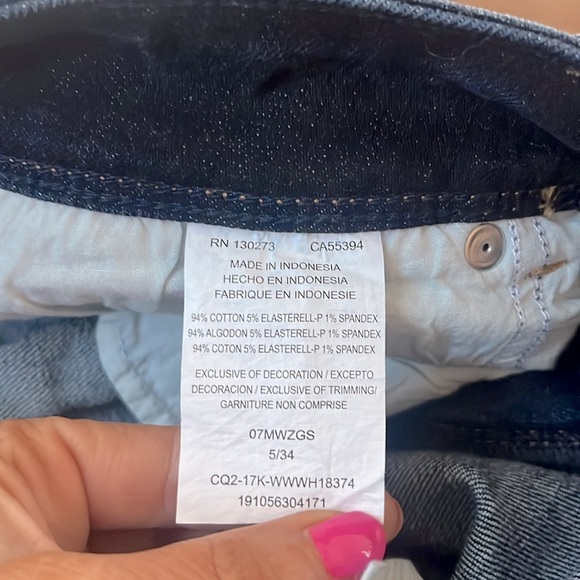 RN 130273 CA55394
MADE IN INDONESIA
HECHO EN INDONESIA
FABRIQUE EN INDONESIE
94% COTTON 5% ELASTERELL-P 1% SPANDEX
94% ALGODON 5% ELASTERELL-P 1% SPANDEX
94% COTON 5% ELASTERELL-P 1% SPANDEX
EXCLUSIVE OF DECORATION / EXCEPTO
DECORACION / EXCLUSIVE OF TRIMMING/
GARNITURE NON COMPRISE
07MWZGS
5/34
CQ2-17K-WWWH18374
191056304171